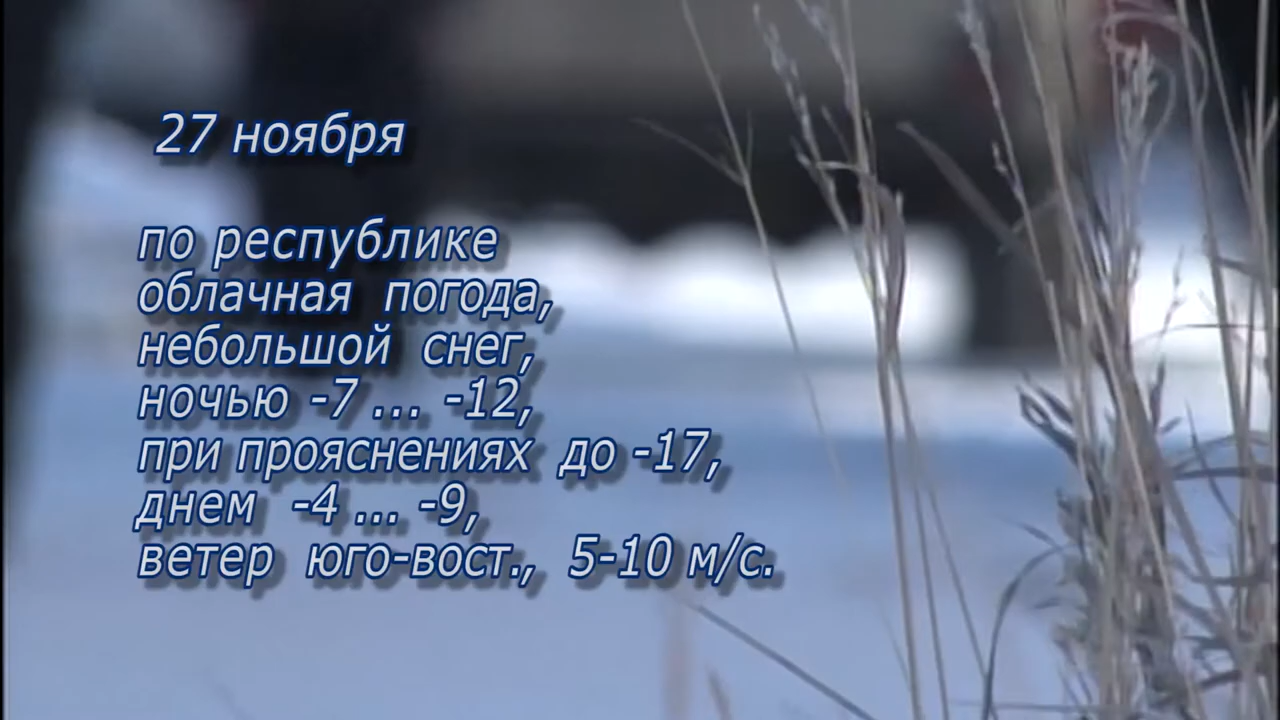 27 ноября
по республике
облачная погода,
небольшой снег,
ночью -7 ... -12,
при прояснениях до -17,
днем -4 ... -9,
ветер юго-вост., 5-10 м/с.